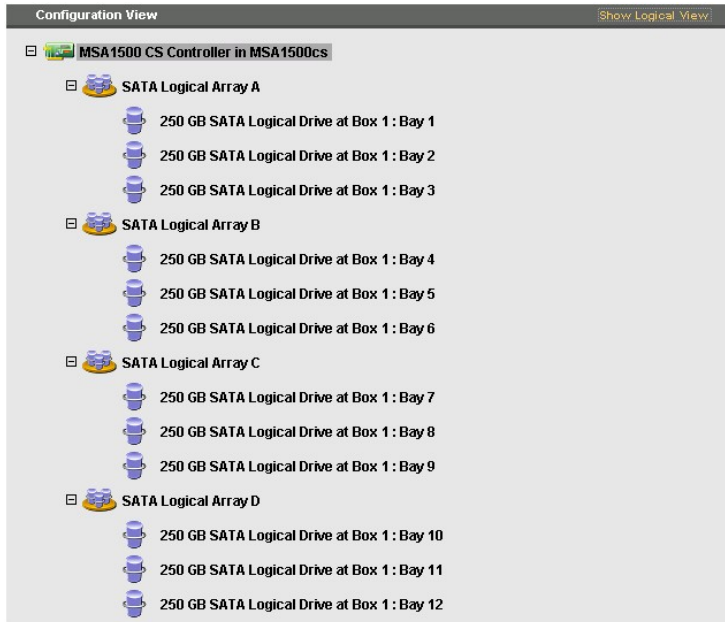 Configuration View
Show Logical View
MSA1500 CS Controller in MSA1500cs
SATA Logical Array A
250 GB SATA Logical Drive at Box 1 : Bay 1
250 GB SATA Logical Drive at Box 1 : Bay 2
250 GB SATA Logical Drive at Box 1 : Bay 3
SATA Logical Array B
250 GB SATA Logical Drive at Box 1 : Bay 4
250 GB SATA Logical Drive at Box 1 : Bay 5
250 GB SATA Logical Drive at Box 1 : Bay 6
SATA Logical Array C
250 GB SATA Logical Drive at Box 1 : Bay 7
250 GB SATA Logical Drive at Box 1 : Bay 8
250 GB SATA Logical Drive at Box 1 : Bay 9
SATA Logical Array D
250 GB SATA Logical Drive at Box 1 : Bay 10
250 GB SATA Logical Drive at Box 1 : Bay 11
250 GB SATA Logical Drive at Box 1 : Bay 12